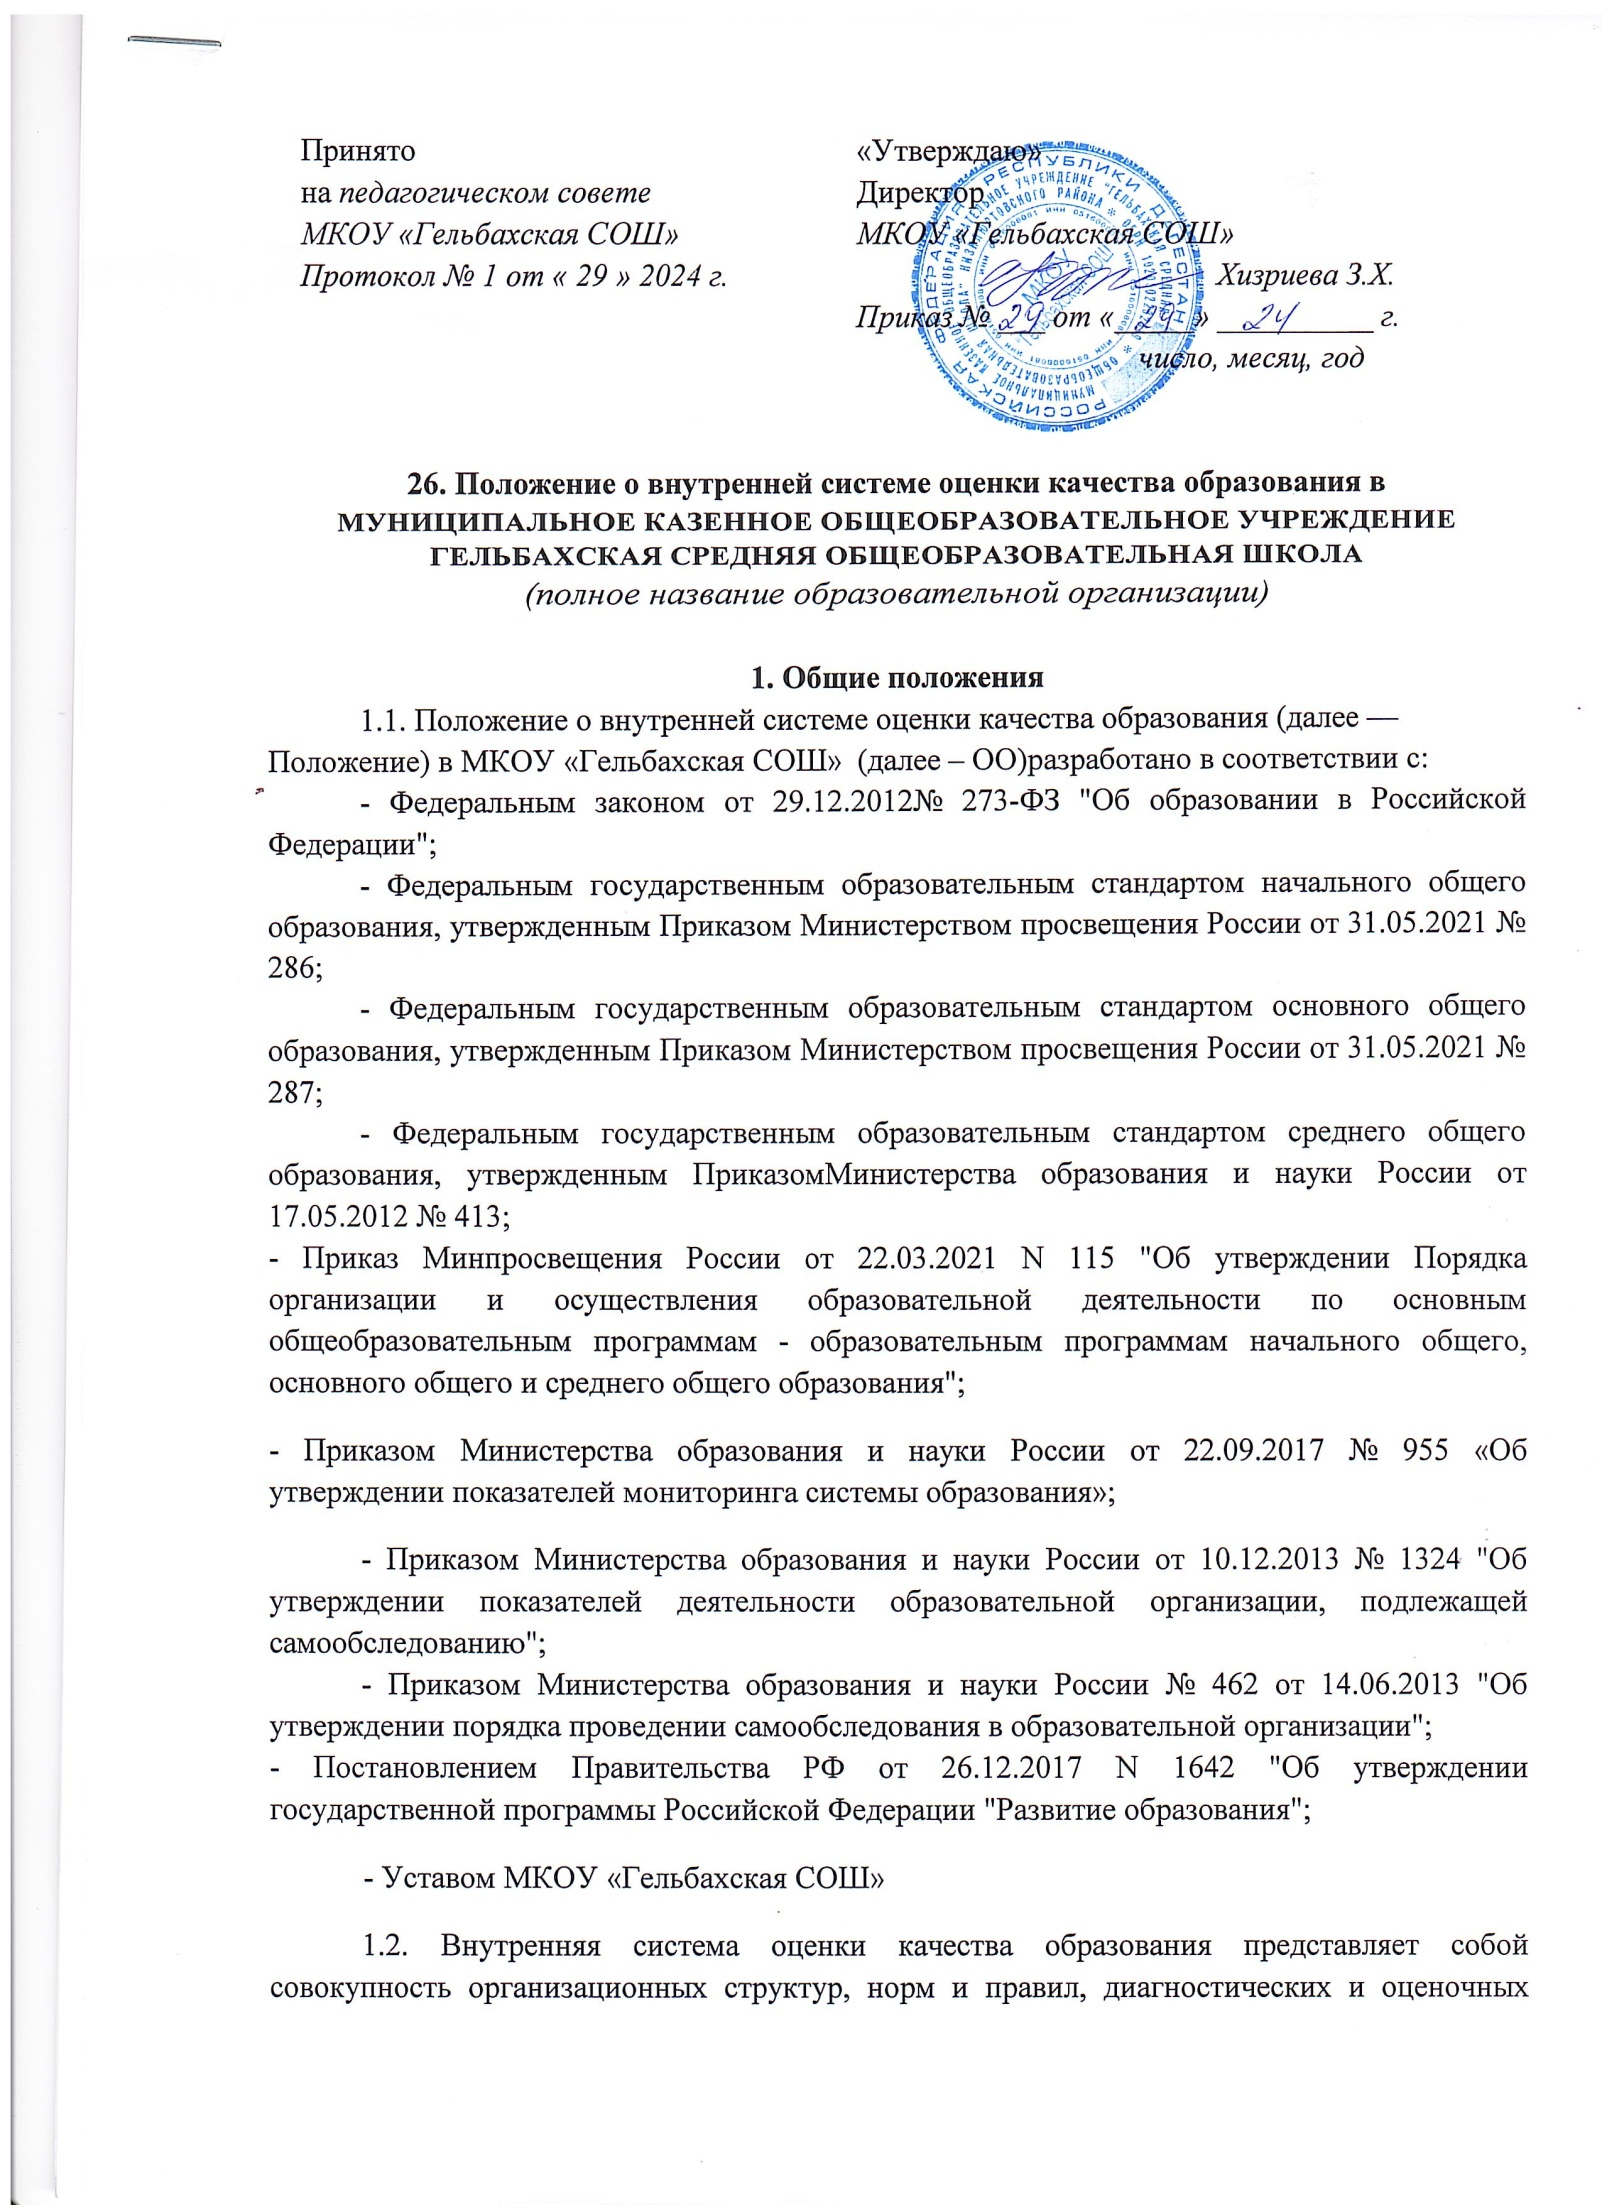 Принято
на педагогическом совете
МКОУ «Гельбахская СОШ»
Протокол № 1 от « 29 » 2024 г.
«Утверждаю»
Директор
МКОУ «Гельбахская СОШ»
Хизриева З.Х.
Приказ № 29 от « 29 » 24 г.
число, месяц, год
26. Положение о внутренней системе оценки качества образования в
МУНИЦИПАЛЬНОЕ КАЗЕННОЕ ОБЩЕОБРАЗОВАТЕЛЬНОЕ УЧРЕЖДЕНИЕ
ГЕЛЬБАХСКАЯ СРЕДНЯЯ ОБЩЕОБРАЗОВАТЕЛЬНАЯ ШКОЛА
(полное название образовательной организации)
1. Общие положения
1.1. Положение о внутренней системе оценки качества образования (далее —
Положение) в МКОУ «Гельбахская СОШ» (далее – ОО)разработано в соответствии с:
- Федеральным законом от 29.12.2012№ 273-ФЗ "Об образовании в Российской
Федерации";
- Федеральным государственным образовательным стандартом начального общего
образования, утвержденным Приказом Министерством просвещения России от 31.05.2021 №
286;
- Федеральным государственным образовательным стандартом основного общего
образования, утвержденным Приказом Министерством просвещения России от 31.05.2021 №
287;
- Федеральным государственным образовательным стандартом среднего общего
образования, утвержденным ПриказомМинистерства образования и науки России от
17.05.2012 № 413;
- Приказ Минпросвещения России от 22.03.2021 N 115 "Об утверждении Порядка
организации и осуществления образовательной деятельности по основным
общеобразовательным программам - образовательным программам начального общего,
основного общего и среднего общего образования";
- Приказом Министерства образования и науки России от 22.09.2017 № 955 «Об
утверждении показателей мониторинга системы образования»;
- Приказом Министерства образования и науки России от 10.12.2013 № 1324 "Об
утверждении показателей деятельности образовательной организации, подлежащей
самообследованию";
- Приказом Министерства образования и науки России № 462 от 14.06.2013 "Об
утверждении порядка проведении самообследования в образовательной организации";
- Постановлением Правительства РФ от 26.12.2017 N 1642 "Об утверждении
государственной программы Российской Федерации "Развитие образования";
- Уставом МКОУ «Гельбахская СОШ»
1.2. Внутренняя система оценки качества образования представляет собой
совокупность организационных структур, норм и правил, диагностических и оценочных
РОССИЙСКАЯ ФЕДЕРАЦИЯ РЕСПУБЛИКИ ДАГЕСТАН
МКОУ